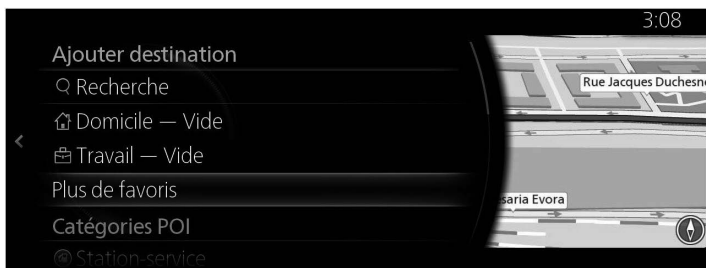 3:08
Ajouter destination
Recherche
Domicile — Vide
Travail — Vide
Plus de favoris
Catégories POI
Station-service
Rue Jacques Duchesn
saria Evora